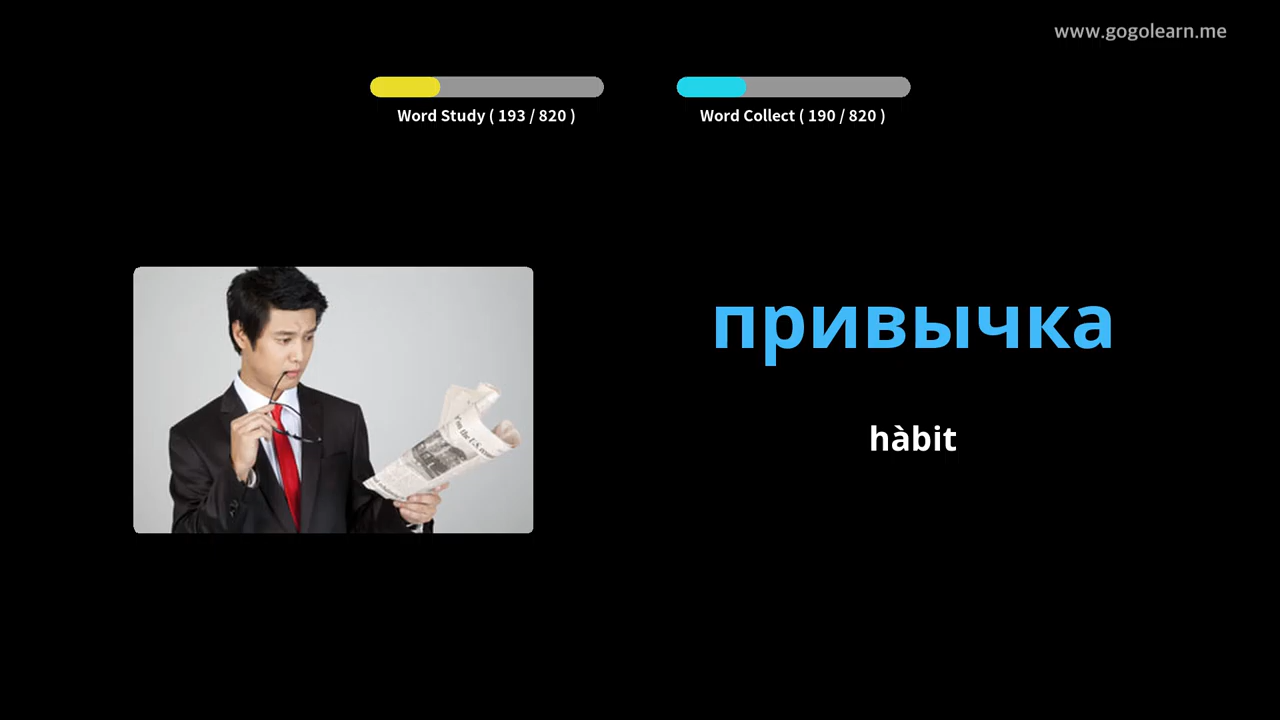 www.gogolearn.me
Word Study ( 193 / 820 )
Word Collect ( 190 / 820 )
привычка
hàbit